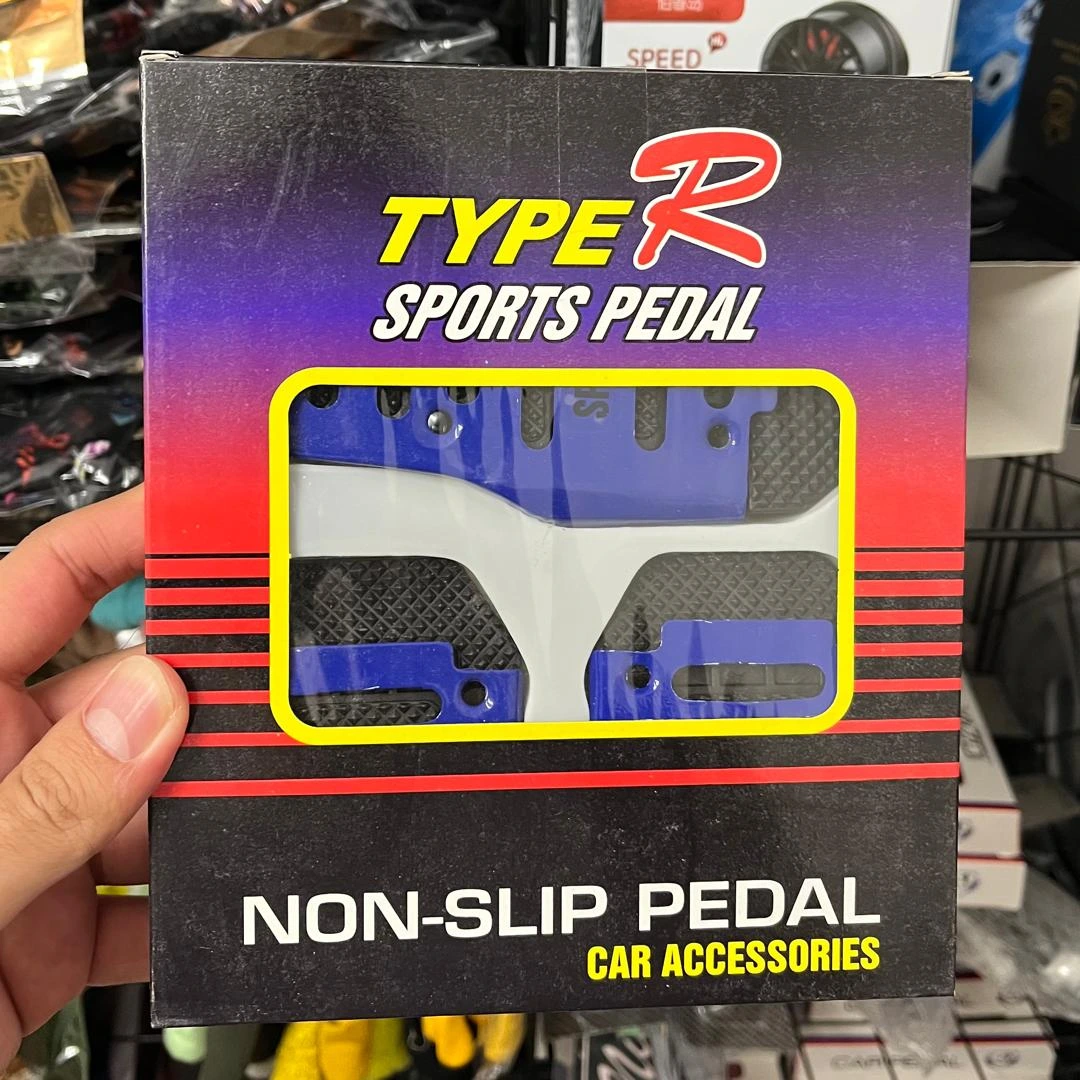 SPEED
TYPE R
SPORTS PEDAL
NON-SLIP PEDAL
CAR ACCESSORIES